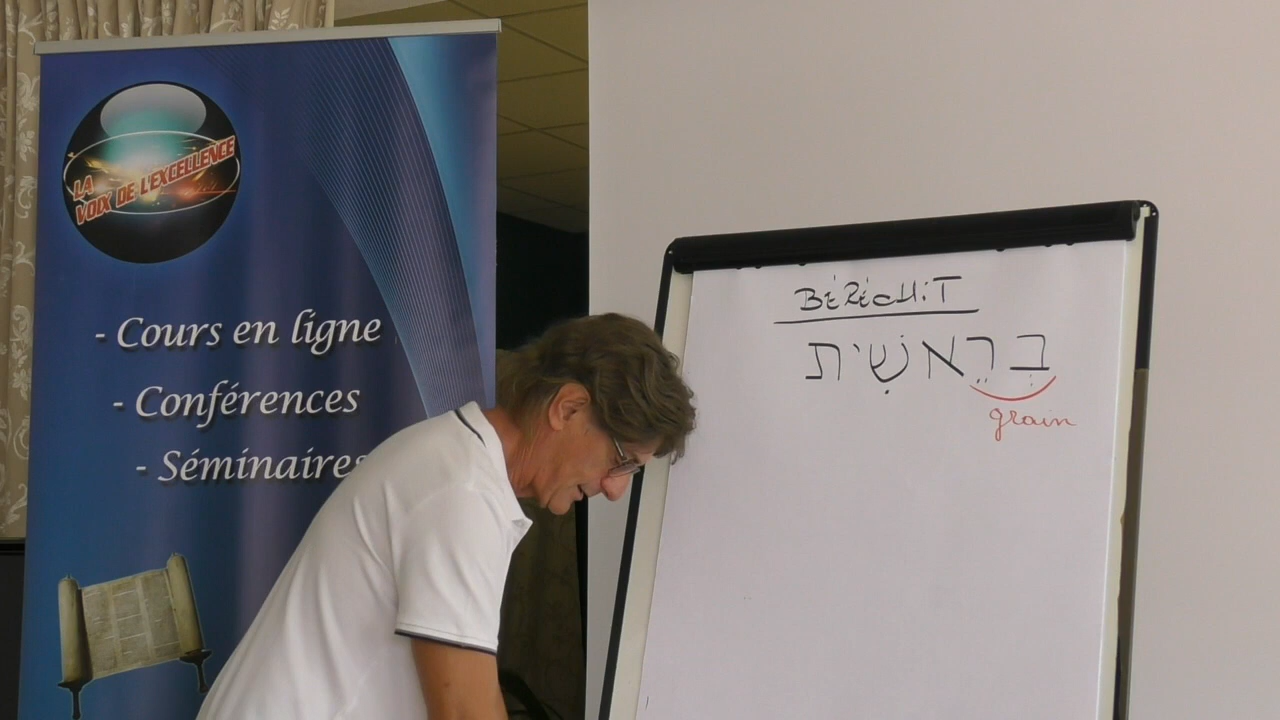 LA
VOIX DE L'EXCELLENCE
- Cours en ligne
- Conférences
- Séminaires
BéRéCHiT
בְּרֵאשִׁית
grain